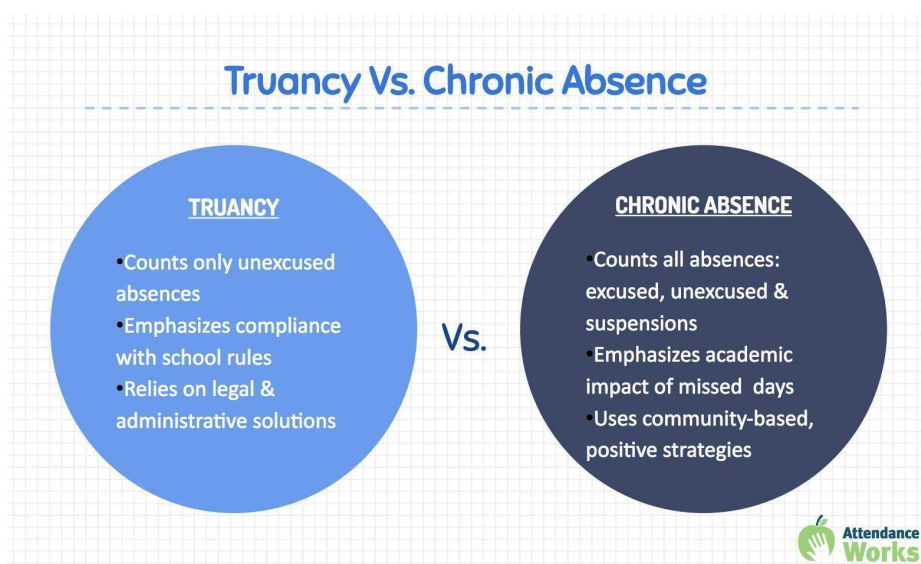 Truancy Vs. Chronic Absence
TRUANCY
•Counts only unexcused
absences
•Emphasizes compliance
with school rules
•Relies on legal &
administrative solutions
Vs.
CHRONIC ABSENCE
•Counts all absences:
excused, unexcused &
suspensions
•Emphasizes academic
impact of missed  days
•Uses community-based,
positive strategies
Attendance
Works